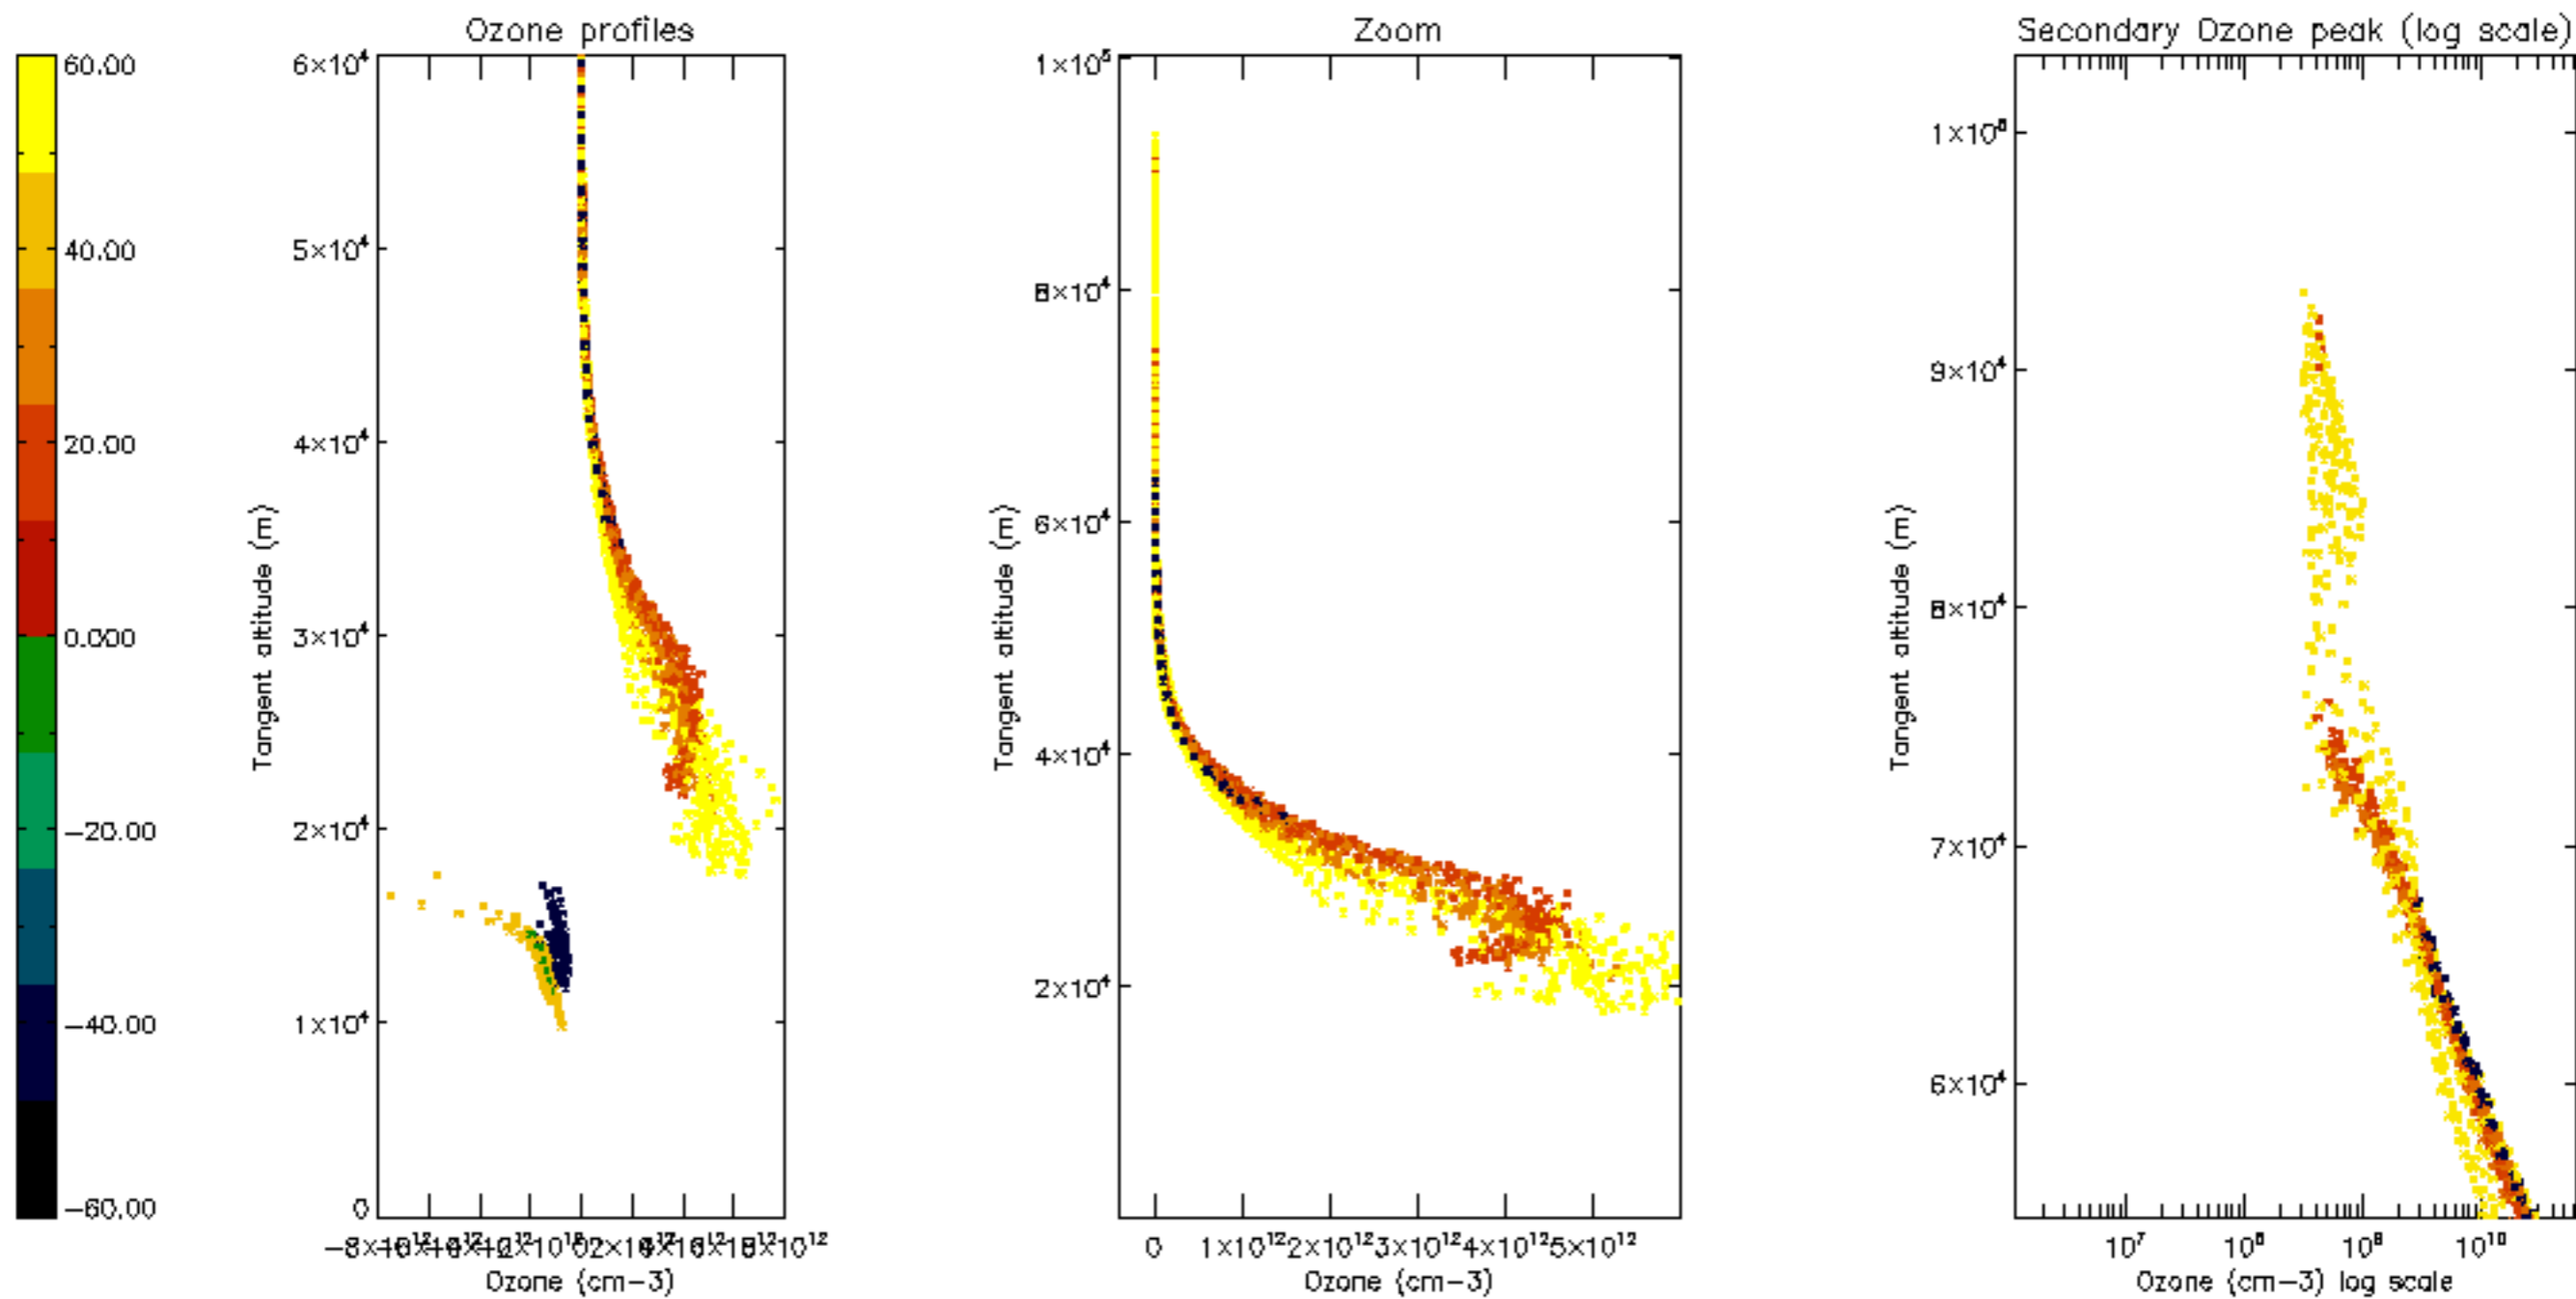 Ozone profiles
Zoom
Secondary Ozone peak (log scale)
60.00
40.00
20.00
0.000
−20.00
−40.00
−60.00
6×10⁴
5×10⁴
4×10⁴
3×10⁴
2×10⁴
1×10⁴
0
Tangent altitude (m)
Ozone (cm−3)
1×10⁵
8×10⁴
6×10⁴
4×10⁴
2×10⁴
Tangent altitude (m)
0 1×10¹² 2×10¹² 3×10¹² 4×10¹² 5×10¹²
Ozone (cm−3)
9×10⁴
8×10⁴
7×10⁴
6×10⁴
Tangent altitude (m)
10⁷ 10⁸ 10⁹ 10¹⁰
Ozone (cm−3) log scale